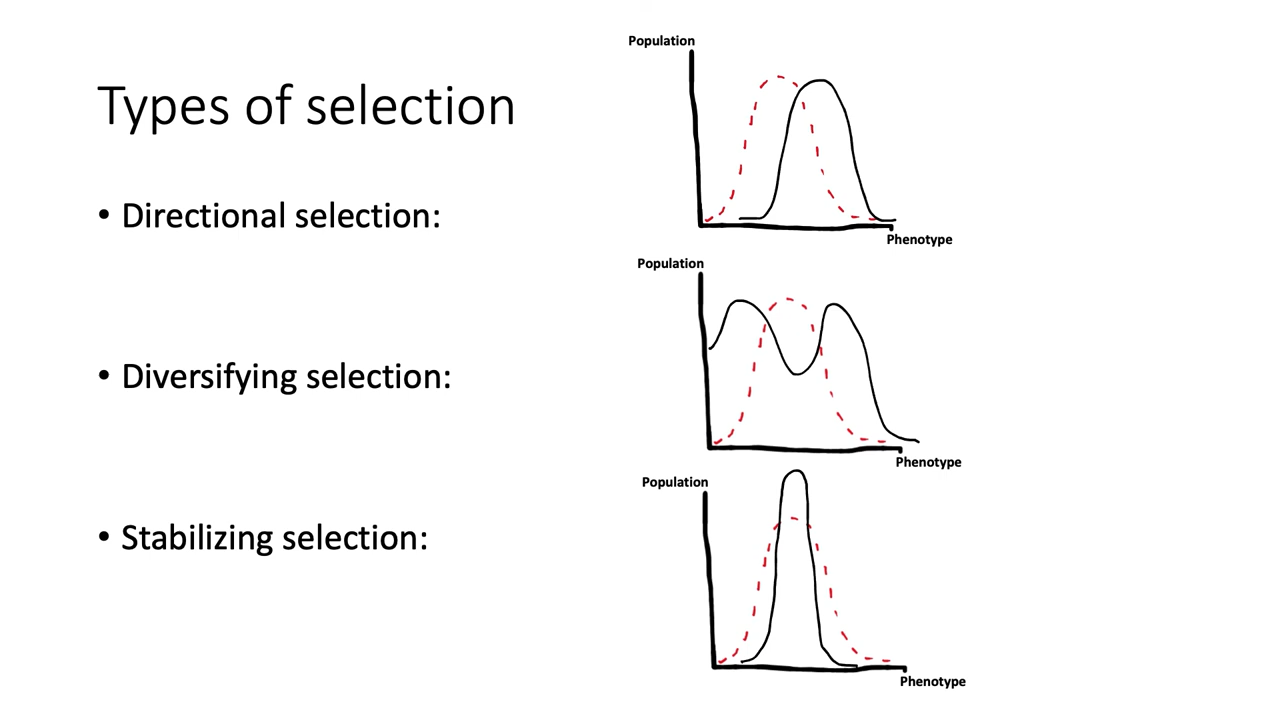 Types of selection
• Directional selection:
• Diversifying selection:
• Stabilizing selection:
Population
Phenotype
Population
Phenotype
Population
Phenotype